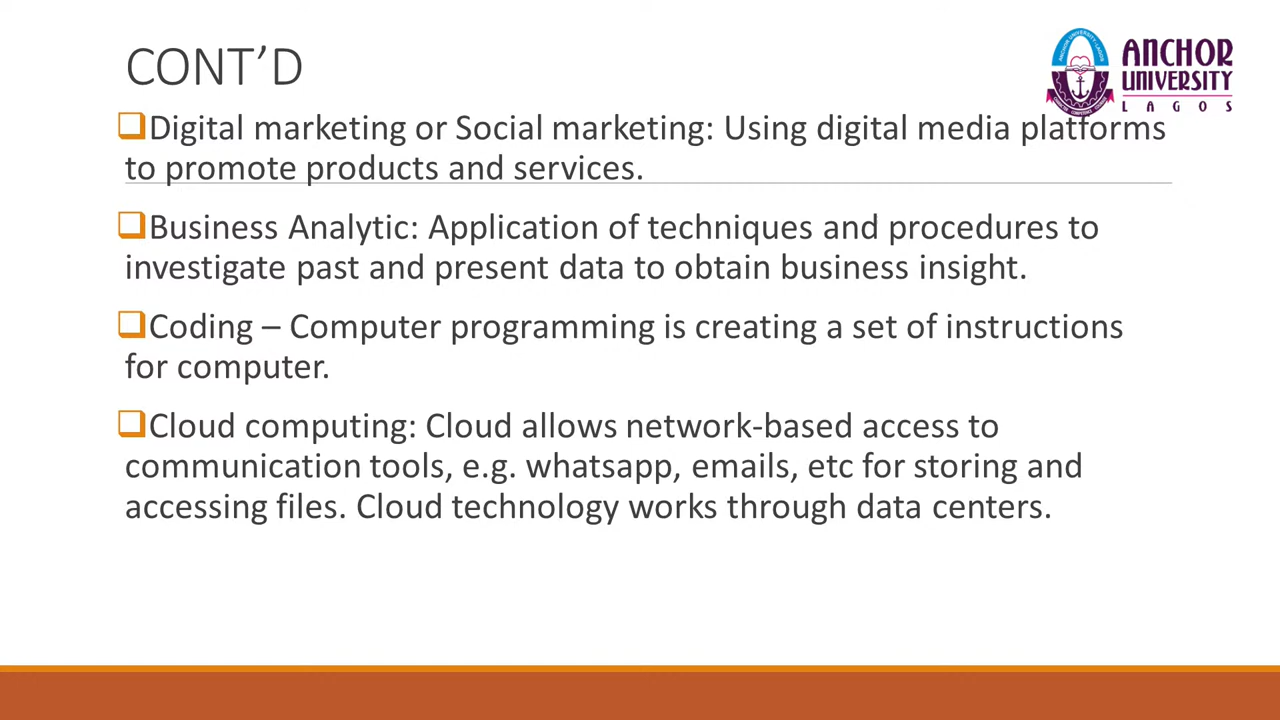 CONT’D
ANCHOR
UNIVERSITY
LAGOS
Digital marketing or Social marketing: Using digital media platforms
to promote products and services.
Business Analytic: Application of techniques and procedures to
investigate past and present data to obtain business insight.
Coding – Computer programming is creating a set of instructions
for computer.
Cloud computing: Cloud allows network-based access to
communication tools, e.g. whatsapp, emails, etc for storing and
accessing files. Cloud technology works through data centers.